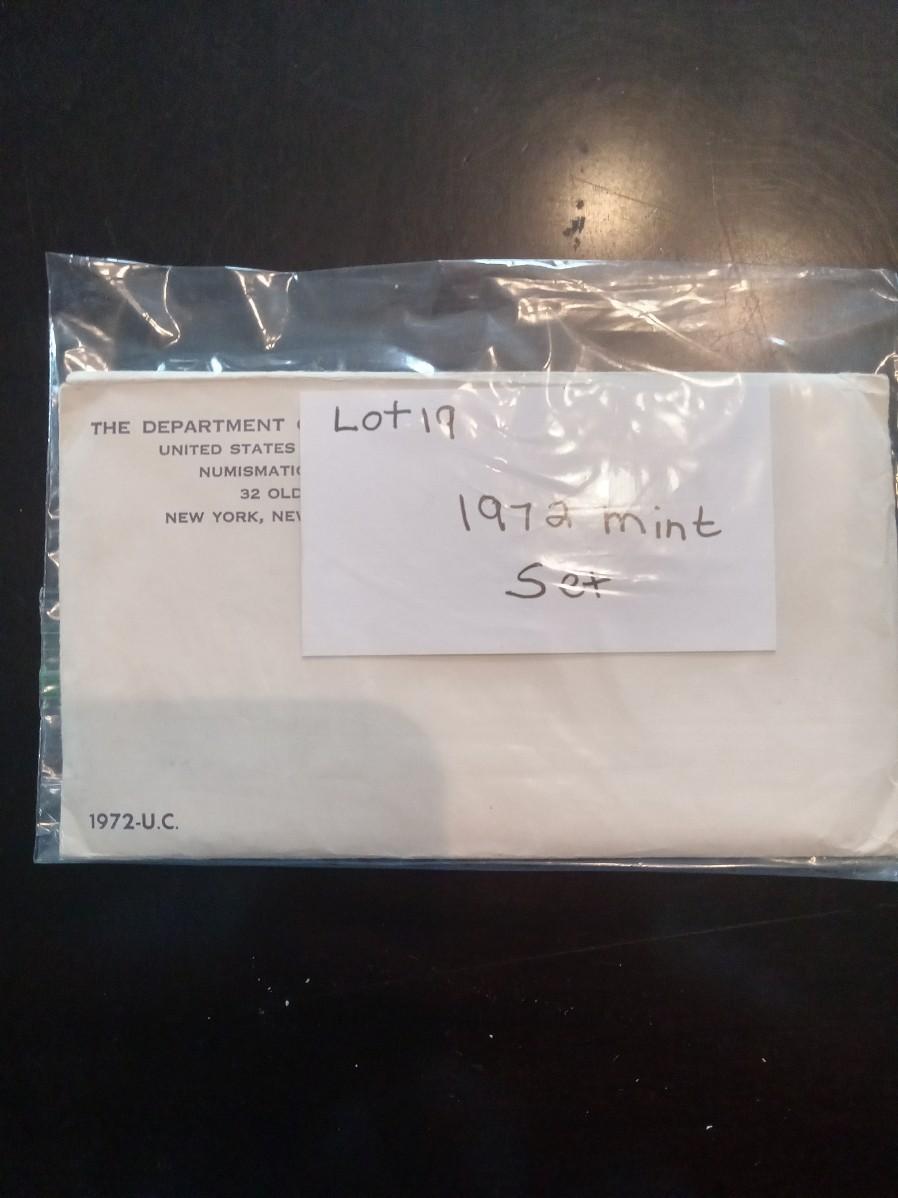 THE DEPARTMENT
UNITED STATES
NUMISMATIC
32 OLD
NEW YORK, NEW
Lot 19
1972 mint
Set
1972-U.C.